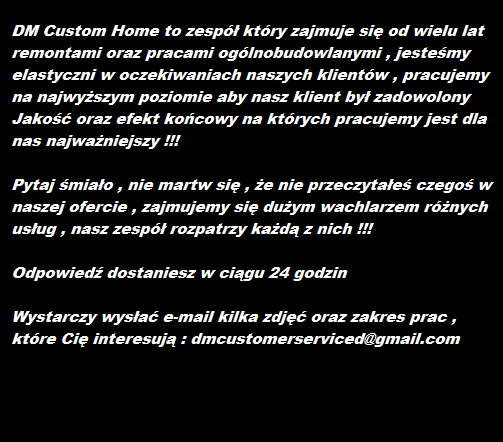 DM Custom Home to zespół który zajmuje się od wielu lat
remontami oraz pracami ogólnobudowlanymi , jesteśmy
elastyczni w oczekiwaniach naszych klientów , pracujemy
na najwyższym poziomie aby nasz klient był zadowolony
Jakość oraz efekt końcowy na których pracujemy jest dla
nas najważniejszy !!!
Pytaj śmiało , nie martw się , że nie przeczytałeś czegoś w
naszej ofercie , zajmujemy się dużym wachlarzem różnych
usług , nasz zespół rozpatrzy każdą z nich !!!
Odpowiedź dostaniesz w ciągu 24 godzin
Wystarczy wysłać e-mail kilka zdjęć oraz zakres prac ,
które Cię interesują : dmcustomerserviced@gmail.com